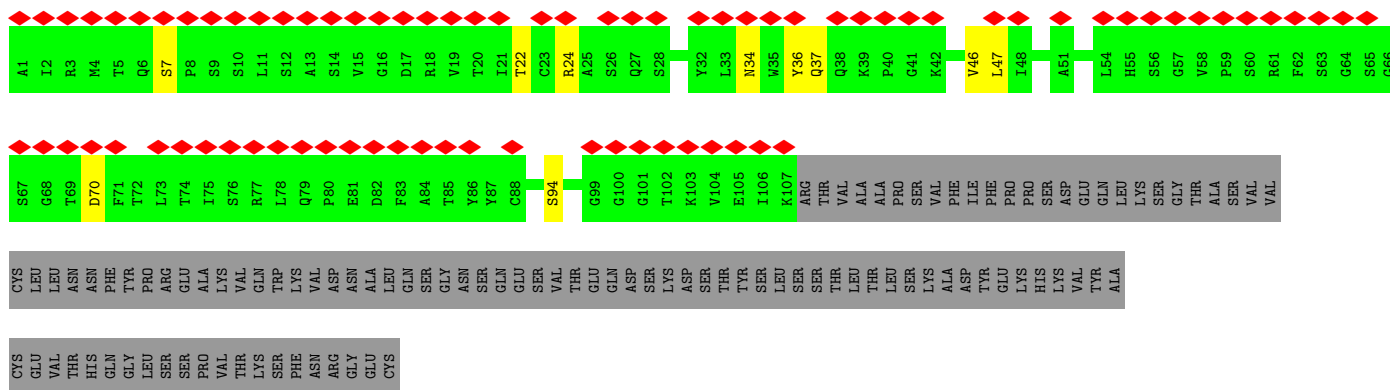 A1 I2 R3 M4 T5 Q6 S7 P8 S9 S10 L11 S12 A13 S14 V15 G16 D17 R18 V19 T20 I21 T22 C23 R24 A25 S26 Q27 S28 Y32 L33 N34 W35 Y36 Q37 Q38 K39 P40 G41 K42 V46 L47 I48 A51 L54 H55 S56 G57 V58 P59 S60 R61 F62 S63 G64 S65 G66
S67 G68 T69 D70 F71 T72 L73 T74 I75 S76 R77 L78 Q79 P80 E81 D82 F83 A84 T85 Y86 Y87 C88 S94 G99 G100 G101 T102 K103 V104 E105 I106 K107 ARG THR VAL ALA ALA PRO SER VAL PHE ILE PHE PRO PRO SER ASP GLU GLN LEU LYS SER GLY THR ALA SER VAL VAL
CYS LEU LEU ASN ASN PHE TYR PRO ARG GLU ALA LYS VAL GLN TRP LYS VAL ASP ASN ALA LEU GLN SER GLY ASN SER GLN GLU SER VAL THR GLU GLN ASP SER LYS ASP SER THR TYR SER LEU SER SER THR LEU THR LEU SER LYS ALA ASP TYR GLU LYS HIS LYS VAL TYR ALA
CYS GLU VAL THR HIS GLN GLY LEU SER SER PRO VAL THR LYS SER PHE ASN ARG GLY GLU CYS